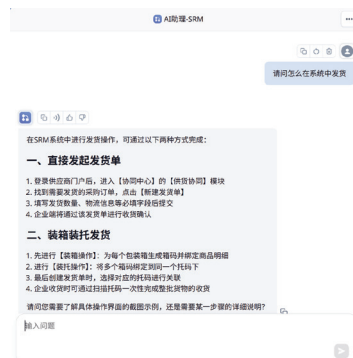 AI助理-SRM
请问怎么在系统中发货
在SRM系统中进行发货操作，可通过以下两种方式完成：
一、直接发起发货单
1. 登录供应商门户后，进入【协同中心】的【供货协同】模块
2. 找到需要发货的采购订单，点击【新建发货单】
3. 填写发货数量、物流信息等必填字段后提交
4. 企业端将通过该发货单进行收货确认
二、装箱装托发货
1. 先进行【装箱操作】：为每个包装箱生成箱码并绑定商品明细
2. 进行【装托操作】：将多个箱码绑定到同一个托码下
3. 最后创建发货单时，选择对应的托码进行关联
4. 企业收货时可通过扫描托码一次性完成整批货物的收货
请问您需要了解具体操作界面的截图示例，还是需要某一步骤的详细说明？
输入问题